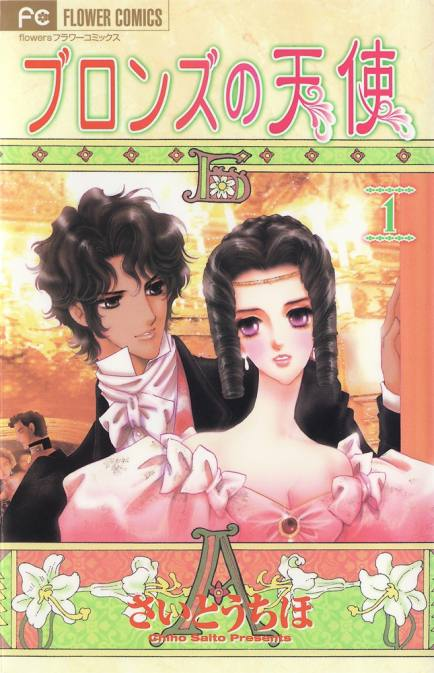 FC FLOWER COMICS
flowersフラワーコミックス
ブロンズの天使
Б
1
А
さいとうちほ
Chiho Saito Presents